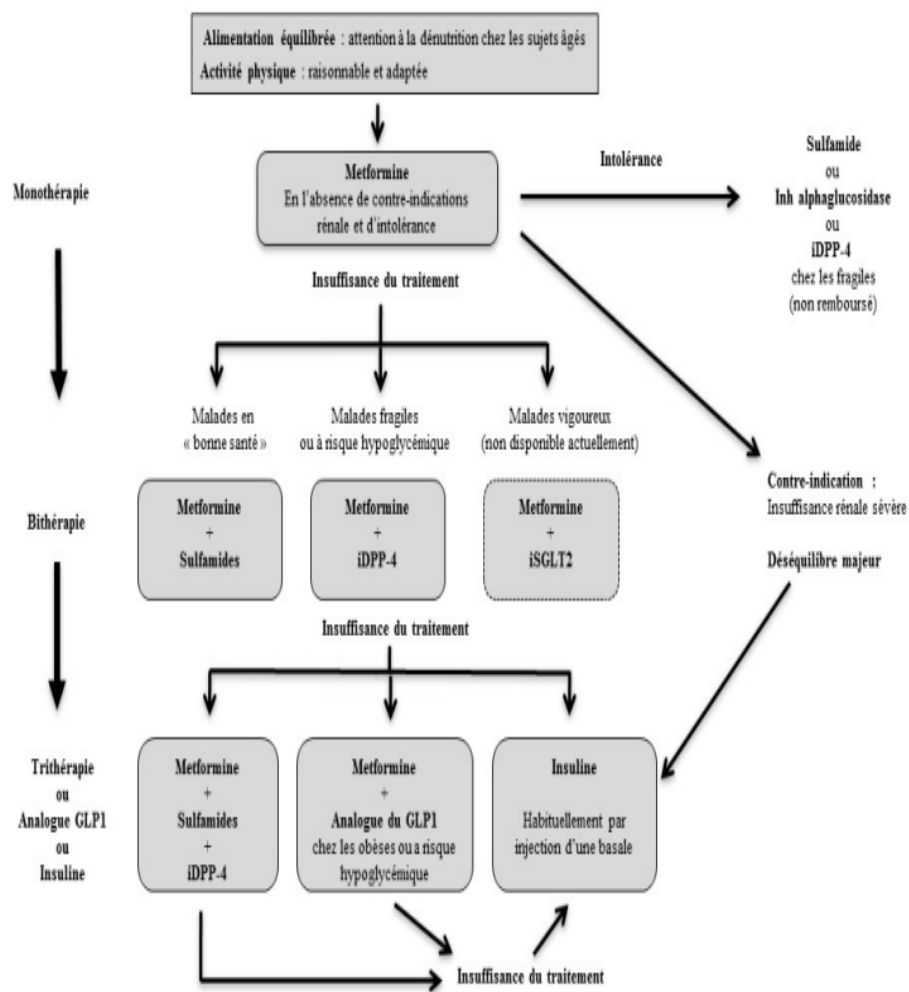 Alimentation équilibrée : attention à la dénutrition chez les sujets âgés
Activité physique : raisonnable et adaptée
Monothérapie
Metformine
En l'absence de contre-indications
rénale et d'intolérance
Intolérance
Sulfamide
ou
Inh alphaglucosidase
ou
iDPP-4
chez les fragiles
(non remboursé)
Insuffisance du traitement
Malades en
« bonne santé »
Malades fragiles
ou à risque hypoglycémique
Malades vigoureux
(non disponible actuellement)
Bithérapie
Metformine
+
Sulfamides
Metformine
+
iDPP-4
Metformine
+
iSGLT2
Contre-indication :
Insuffisance rénale sévère
Déséquilibre majeur
Insuffisance du traitement
Trithérapie
ou
Analogue GLP1
ou
Insuline
Metformine
+
Sulfamides
+
iDPP-4
Metformine
+
Analogue du GLP1
chez les obèses ou a risque
hypoglycémique
Insuline
Habituellement par
injection d'une basale
Insuffisance du traitement